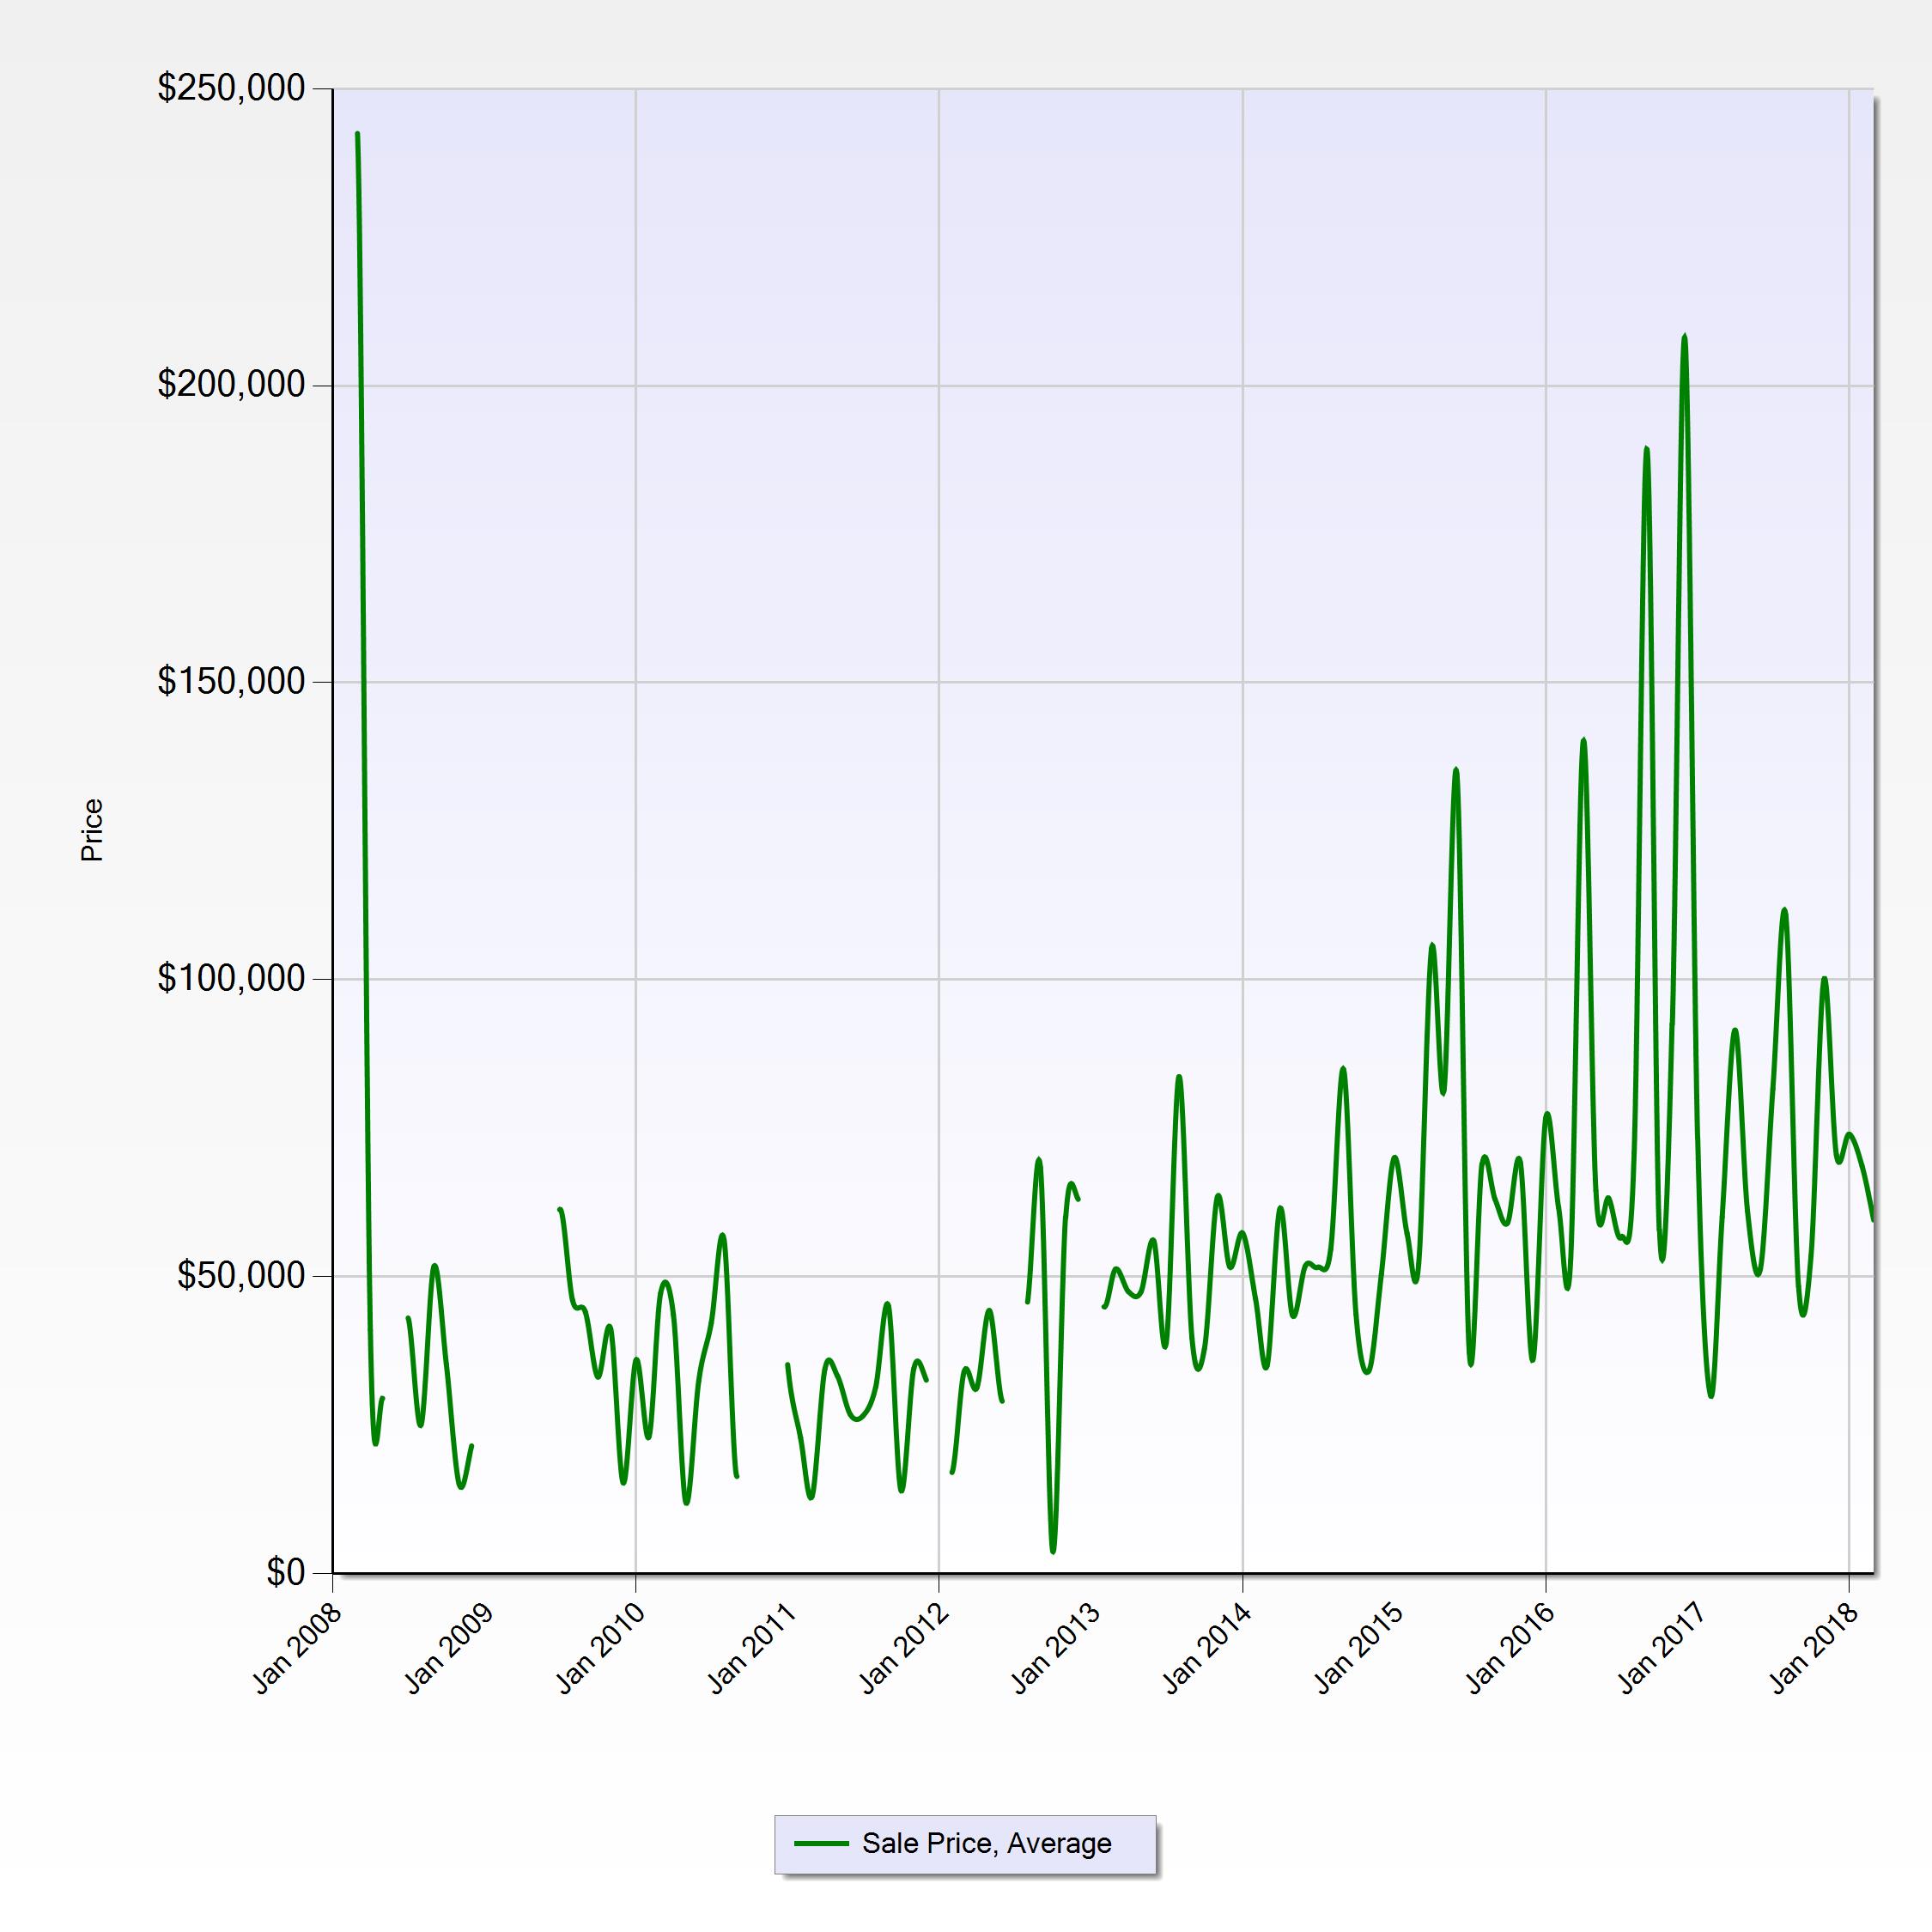 $250,000
$200,000
$150,000
$100,000
$50,000
$0
Price
Jan 2008
Jan 2009
Jan 2010
Jan 2011
Jan 2012
Jan 2013
Jan 2014
Jan 2015
Jan 2016
Jan 2017
Jan 2018
Sale Price, Average